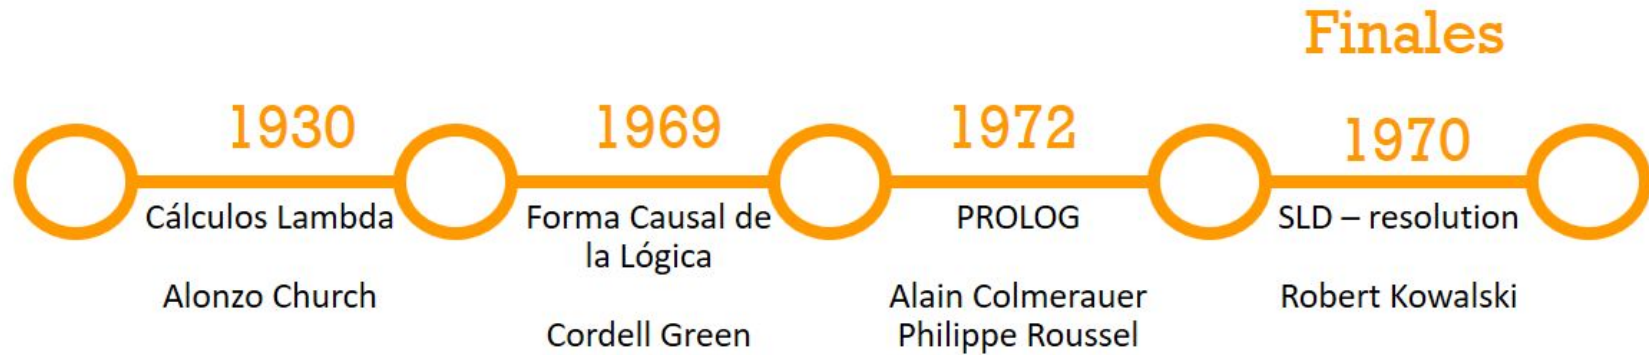 1930
Cálculos Lambda
Alonzo Church
1969
Forma Causal de
la Lógica
Cordell Green
1972
PROLOG
Alain Colmerauer
Philippe Roussel
Finales
1970
SLD – resolution
Robert Kowalski